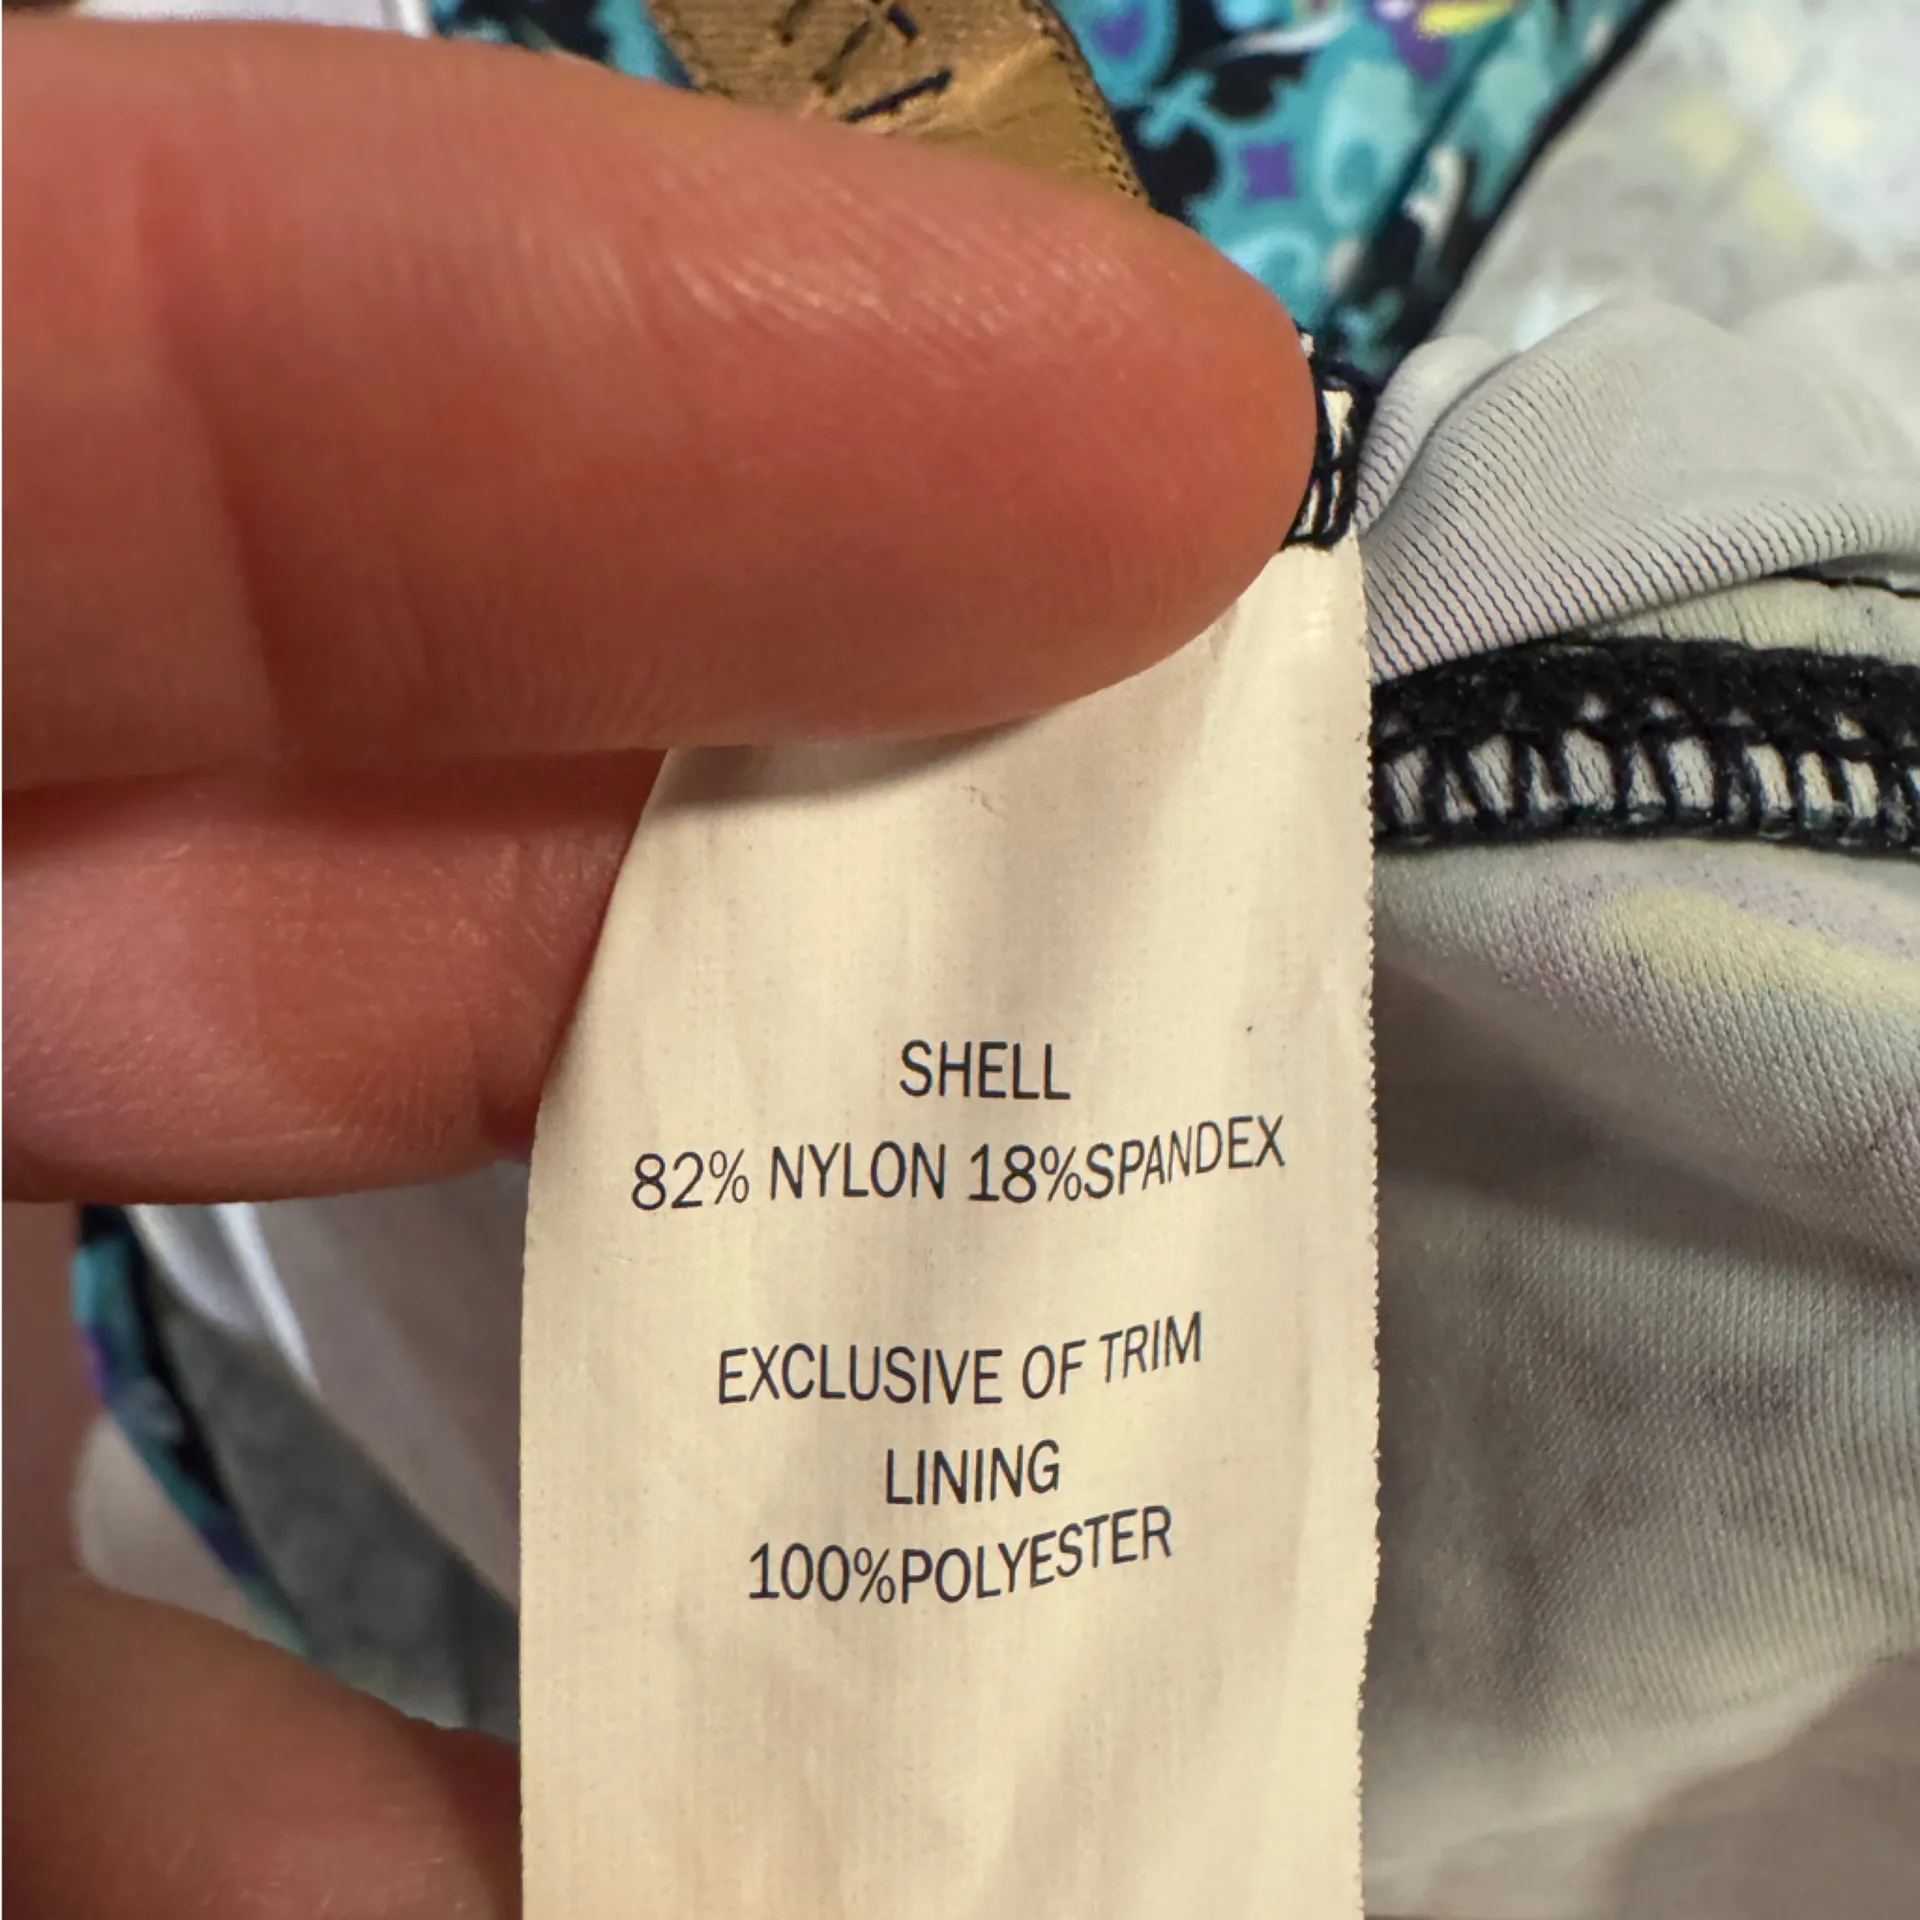 SHELL
82% NYLON 18%SPANDEX
EXCLUSIVE OF TRIM
LINING
100%POLYESTER